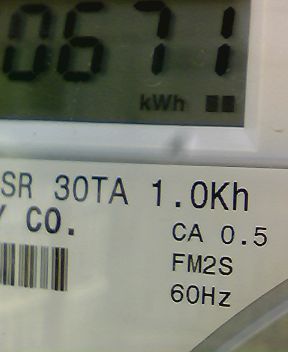 0671
kWh
SR 30TA 1.0Kh
Y CO.
CA 0.5
FM2S
60Hz